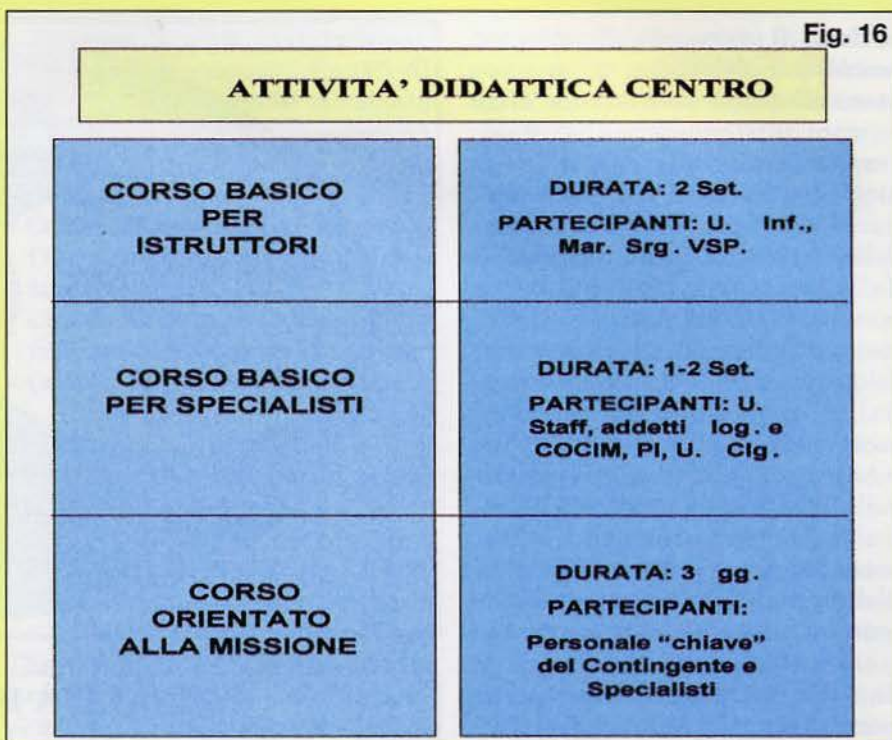 Fig. 16
ATTIVITA’ DIDATTICA CENTRO
CORSO BASICO
PER
ISTRUTTORI
DURATA: 2 Set.
PARTECIPANTI: U. Inf.,
Mar. Srg. VSP.
CORSO BASICO
PER SPECIALISTI
DURATA: 1-2 Set.
PARTECIPANTI: U.
Staff, addetti log. e
COCIM, PI, U. Clg.
CORSO
ORIENTATO
ALLA MISSIONE
DURATA: 3 gg.
PARTECIPANTI:
Personale “chiave”
del Contingente e
Specialisti